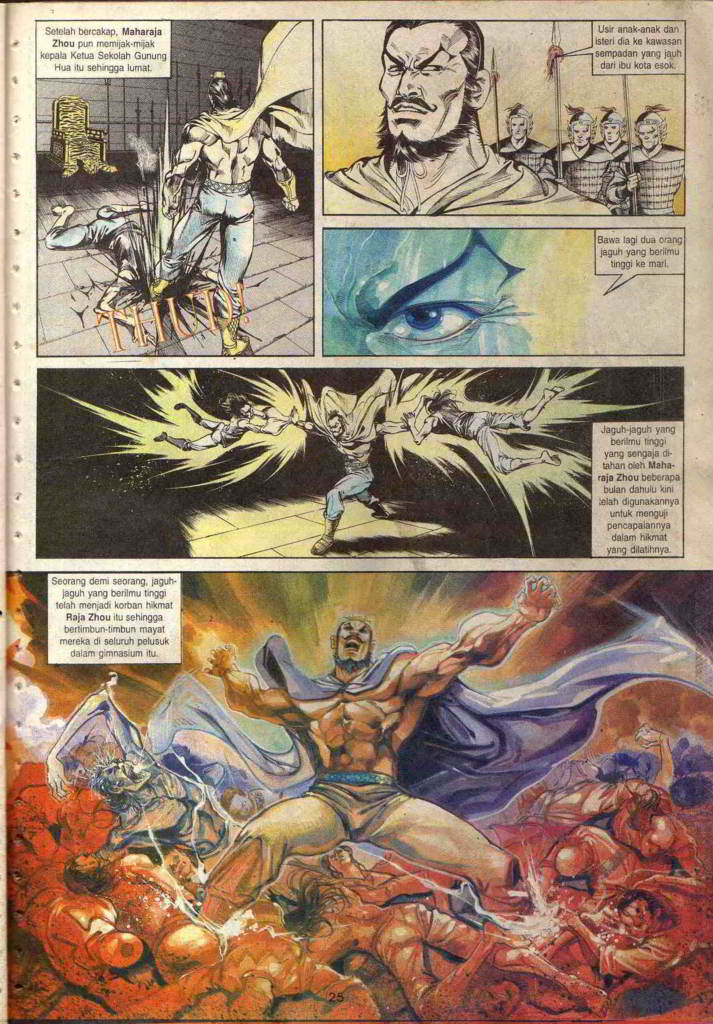 Setelah bercakap, Maharaja
Zhou pun memijak-mijak
kepala Ketua Sekolah Gunung
Hua itu sehingga lumat.
THUD!
Usir anak-anak dan
isteri dia ke kawasan
sempadan yang jauh
dari ibu kota esok.
Bawa lagi dua orang
jaguh yang berilmu
tinggi ke mari.
Jaguh-jaguh yang
berilmu tinggi
yang sengaja di-
tahan oleh Maha-
raja Zhou beberapa
bulan dahulu kini
telah digunakannya
untuk menguji
pencapaiannya
dalam hikmat
yang dilatihnya.
Seorang demi seorang, jaguh-
jaguh yang berilmu tinggi
telah menjadi korban hikmat
Raja Zhou itu sehingga
bertimbun-timbun mayat
mereka di seluruh pelusuk
dalam gimnasium itu.
25